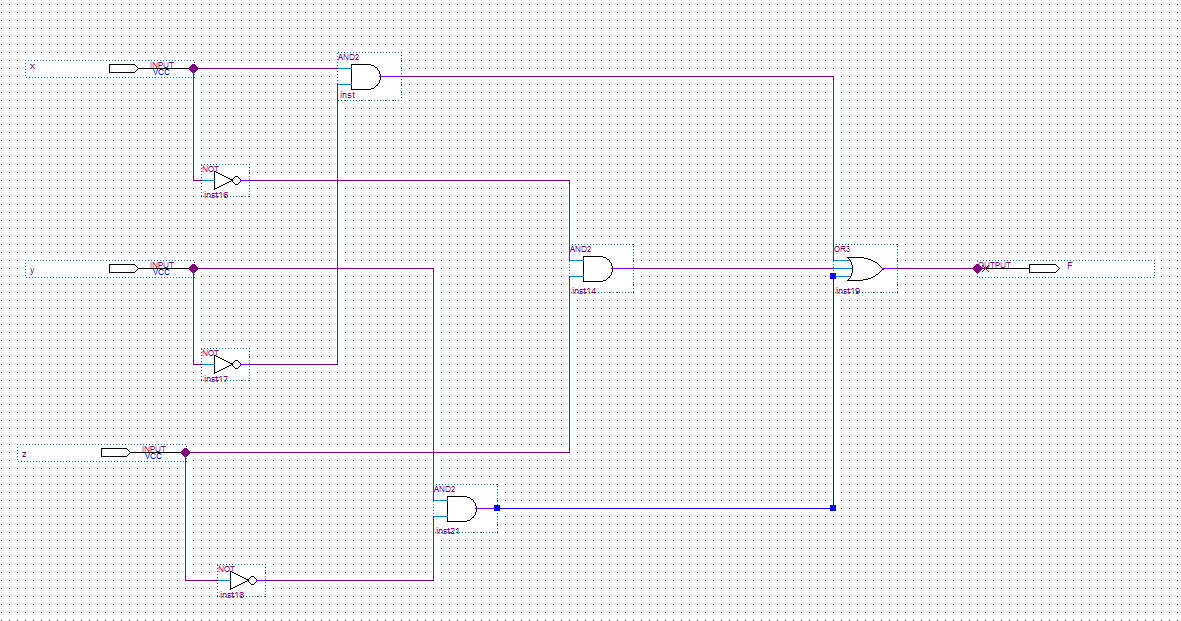 AND2
x
INPUT
VCC
inst
NOT
inst16
AND2
OR3
y
INPUT
VCC
OUTPUT
F
inst14
inst19
NOT
inst17
z
INPUT
VCC
AND2
inst21
NOT
inst18